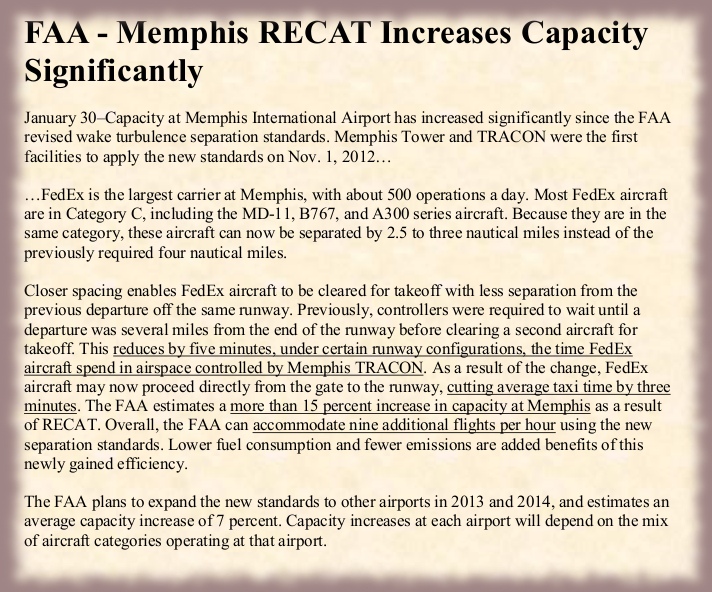 FAA - Memphis RECAT Increases Capacity
Significantly
January 30–Capacity at Memphis International Airport has increased significantly since the FAA
revised wake turbulence separation standards. Memphis Tower and TRACON were the first
facilities to apply the new standards on Nov. 1, 2012…
…FedEx is the largest carrier at Memphis, with about 500 operations a day. Most FedEx aircraft
are in Category C, including the MD-11, B767, and A300 series aircraft. Because they are in the
same category, these aircraft can now be separated by 2.5 to three nautical miles instead of the
previously required four nautical miles.
Closer spacing enables FedEx aircraft to be cleared for takeoff with less separation from the
previous departure off the same runway. Previously, controllers were required to wait until a
departure was several miles from the end of the runway before clearing a second aircraft for
takeoff. This reduces by five minutes, under certain runway configurations, the time FedEx
aircraft spend in airspace controlled by Memphis TRACON. As a result of the change, FedEx
aircraft may now proceed directly from the gate to the runway, cutting average taxi time by three
minutes. The FAA estimates a more than 15 percent increase in capacity at Memphis as a result
of RECAT. Overall, the FAA can accommodate nine additional flights per hour using the new
separation standards. Lower fuel consumption and fewer emissions are added benefits of this
newly gained efficiency.
The FAA plans to expand the new standards to other airports in 2013 and 2014, and estimates an
average capacity increase of 7 percent. Capacity increases at each airport will depend on the mix
of aircraft categories operating at that airport.